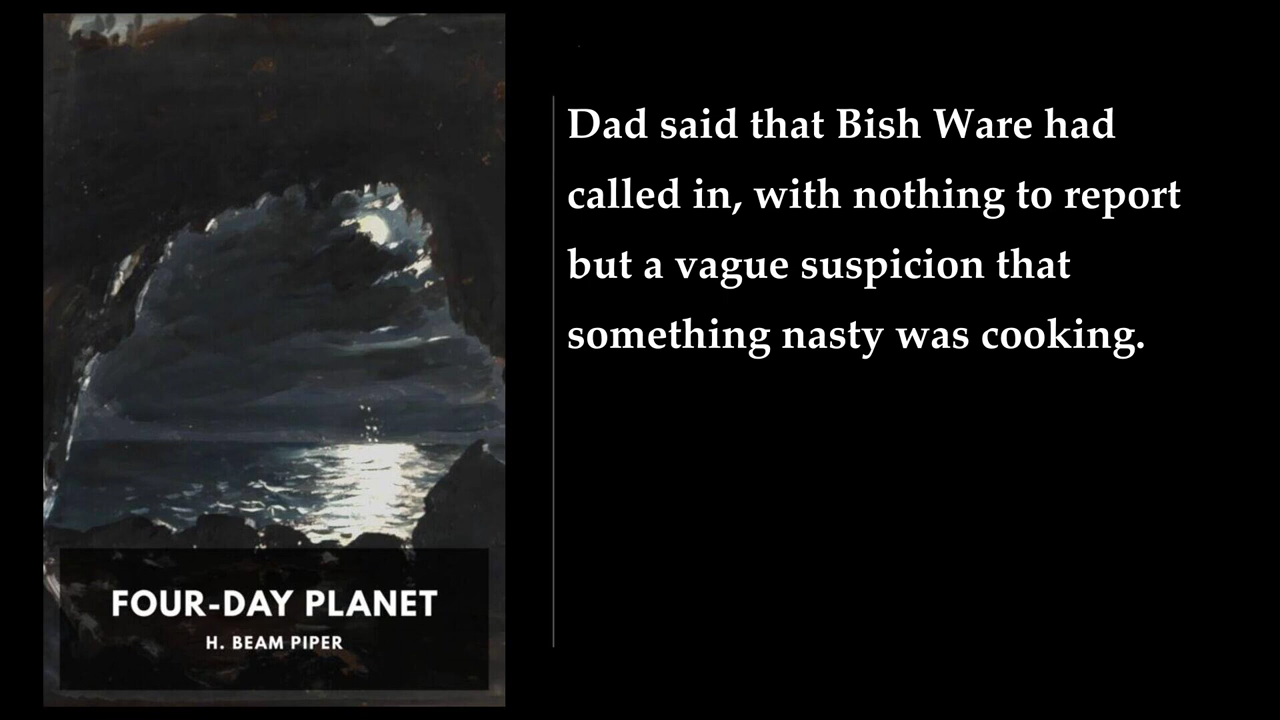 FOUR-DAY PLANET
H. BEAM PIPER
Dad said that Bish Ware had
called in, with nothing to report
but a vague suspicion that
something nasty was cooking.